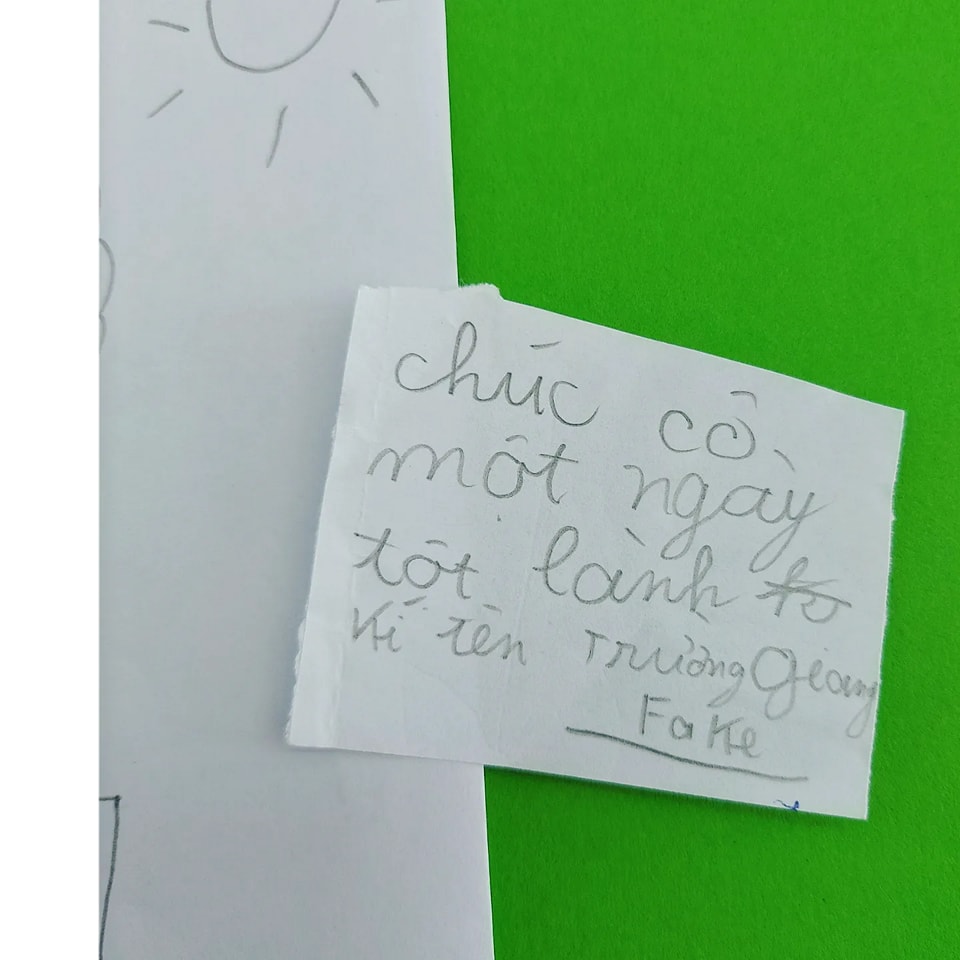 chúc cô
một ngày
tốt lành
kí tên Trường Giang
Fake